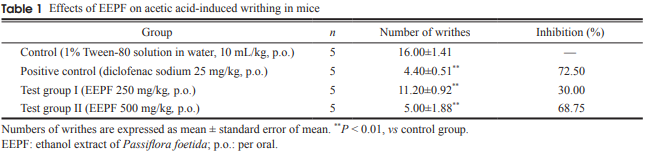 Table 1 Effects of EEPF on acetic acid-induced writhing in mice
Group n Number of writhes Inhibition (%)
Control (1% Tween-80 solution in water, 10 mL/kg, p.o.) 5 16.00±1.41 —
Positive control (diclofenac sodium 25 mg/kg, p.o.) 5 4.40±0.51** 72.50
Test group I (EEPF 250 mg/kg, p.o.) 5 11.20±0.92** 30.00
Test group II (EEPF 500 mg/kg, p.o.) 5 5.00±1.88** 68.75
Numbers of writhes are expressed as mean ± standard error of mean. **P < 0.01, vs control group.
EEPF: ethanol extract of Passiflora foetida; p.o.: per oral.